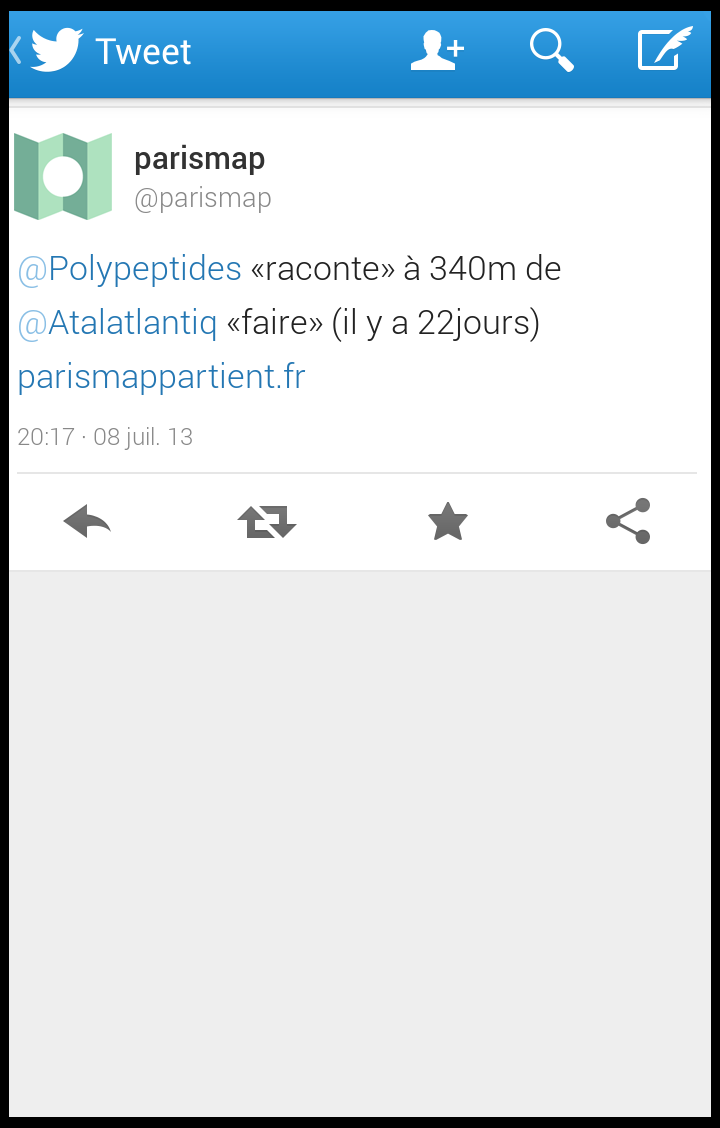 Tweet
parismap
@parismap
@Polypeptides «raconte» à 340m de
@Atalatlantiq «faire» (il y a 22jours)
parismappartient.fr
20:17 · 08 juil. 13